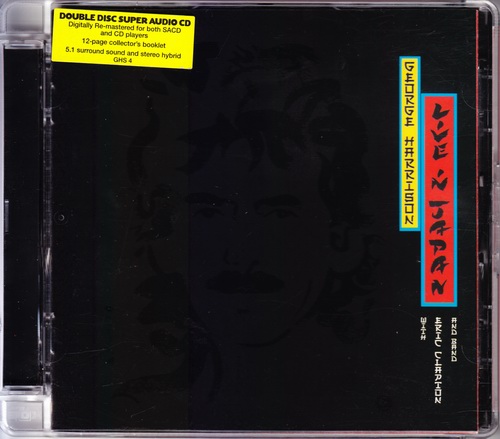 DOUBLE DISC SUPER AUDIO CD
Digitally Re-mastered for both SACD
and CD players
12-page collector's booklet
5.1 surround sound and stereo hybrid
GHS 4
GEORGE HARRISON
LIVE IN JAPAN
WITH
ERIC CLAPTON
AND BAND